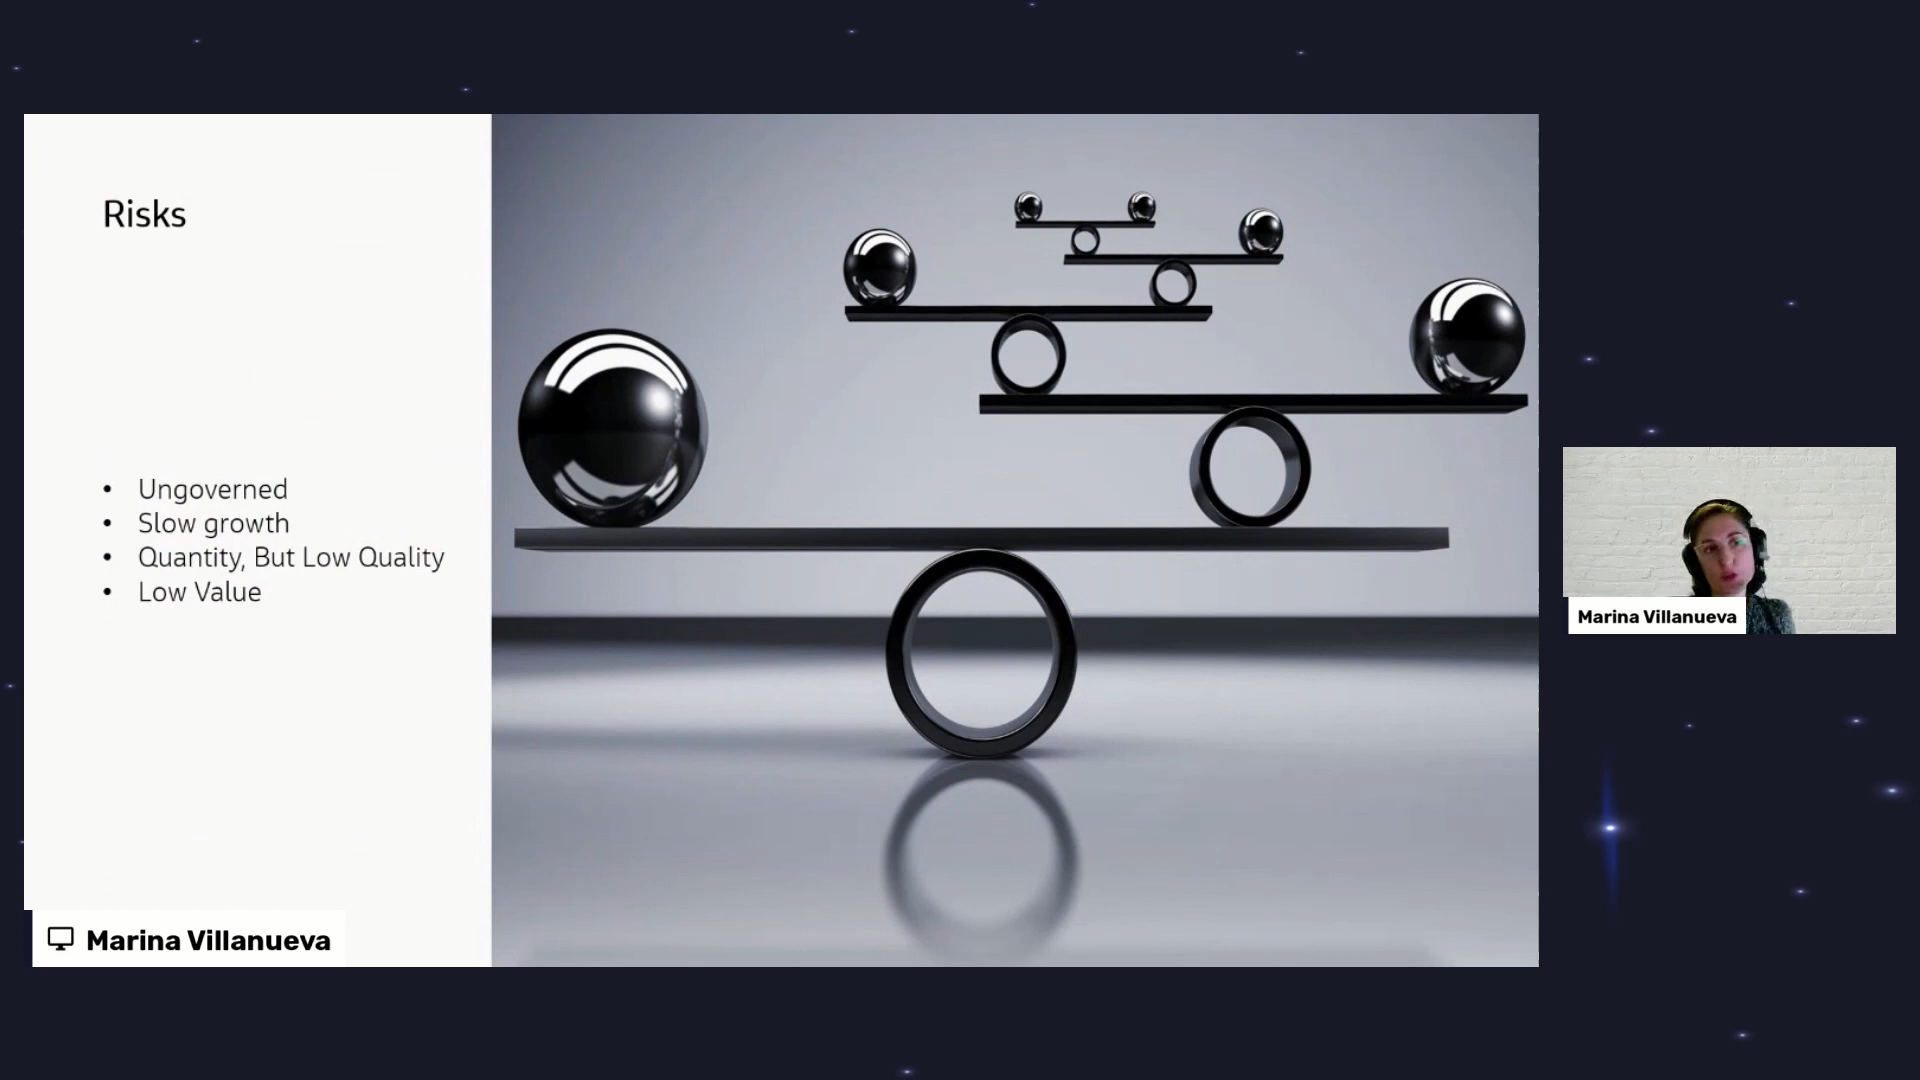 Risks
• Ungoverned
• Slow growth
• Quantity, But Low Quality
• Low Value
Marina Villanueva
Marina Villanueva